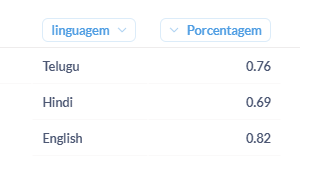 linguagem Porcentagem
Telugu 0.76
Hindi 0.69
English 0.82